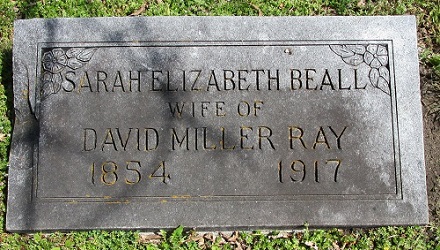 SARAH ELIZABETH BEALL
WIFE OF
DAVID MILLER RAY
1854 1917